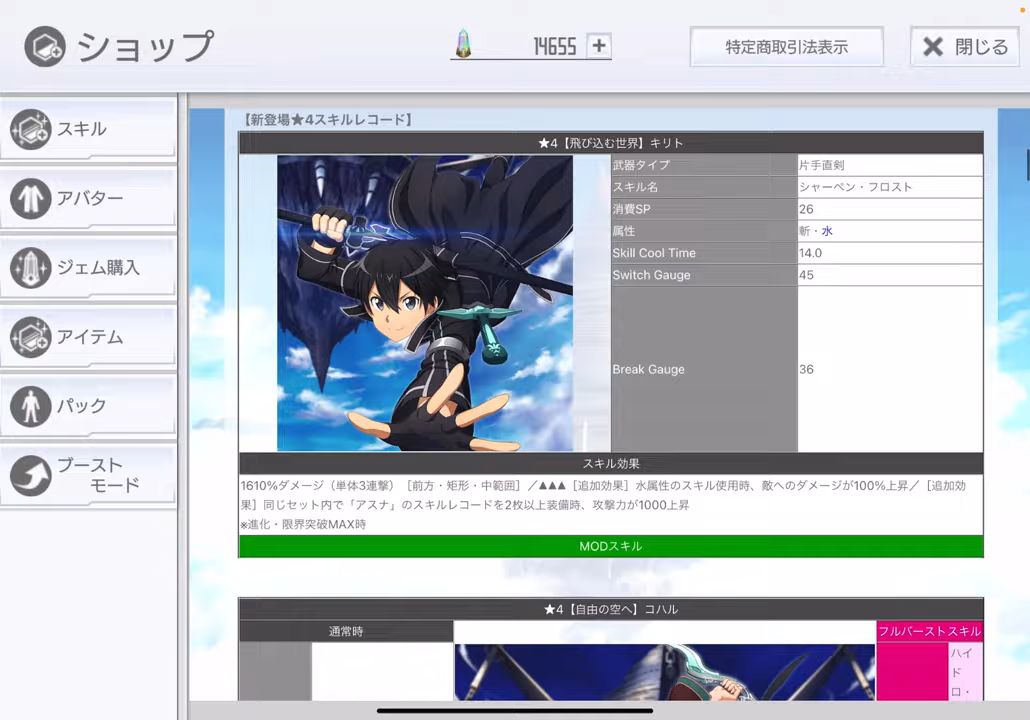 ショップ
14655
特定商取引法表示
閉じる
スキル
アバター
ジェム購入
アイテム
パック
ブースト
モード
【新登場★4スキルレコード】
★4【飛び込む世界】キリト
武器タイプ 片手直剣
スキル名 シャーペン・フロスト
消費SP 26
属性 斬・水
Skill Cool Time 14.0
Switch Gauge 45
Break Gauge 36
スキル効果
1610%ダメージ（単体3連撃）［前方・矩形・中範囲］／▲▲▲［追加効果］水属性のスキル使用時、敵へのダメージが100%上昇／［追加効
果］同じセット内で「アスナ」のスキルレコードを2枚以上装備時、攻撃力が1000上昇
※進化・限界突破MAX時
MODスキル
★4【自由の空へ】コハル
通常時
フルバーストスキル
ハイ
ド
ロ・